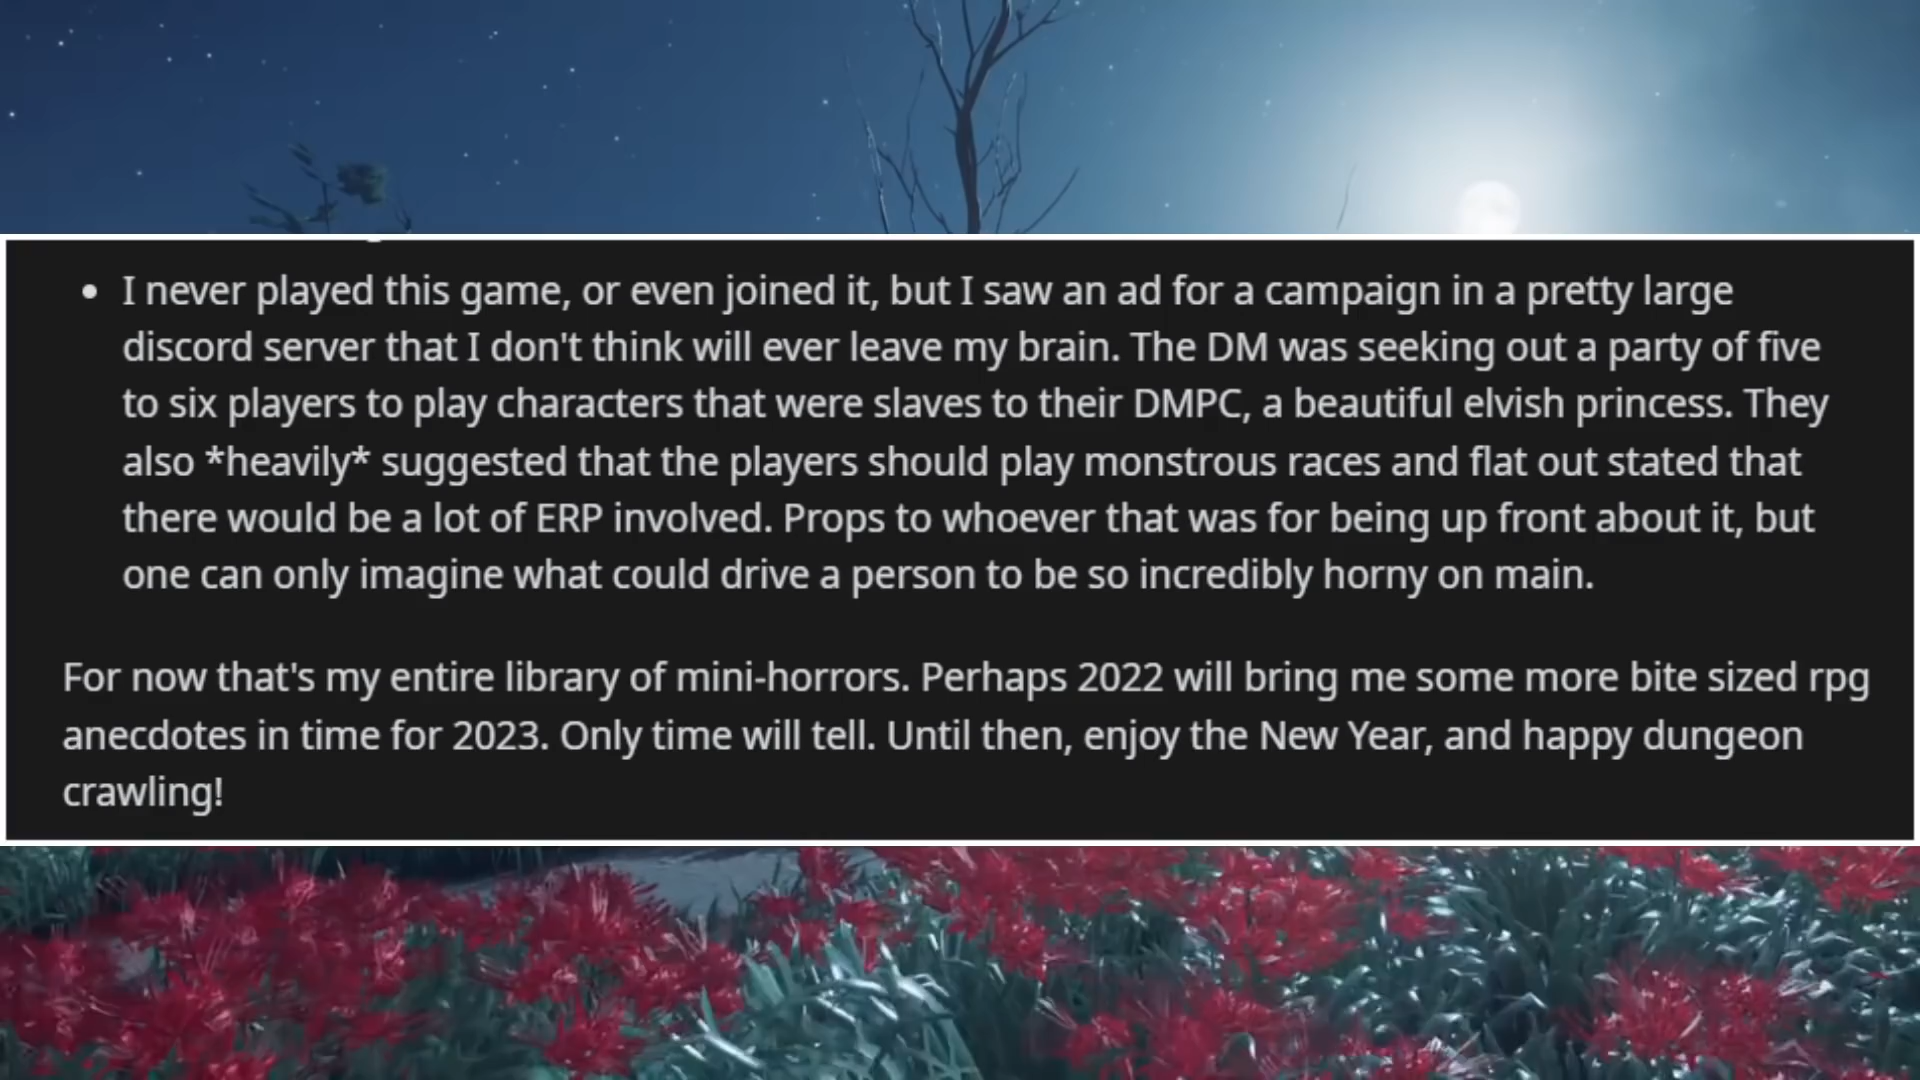 • I never played this game, or even joined it, but I saw an ad for a campaign in a pretty large
discord server that I don't think will ever leave my brain. The DM was seeking out a party of five
to six players to play characters that were slaves to their DMPC, a beautiful elvish princess. They
also *heavily* suggested that the players should play monstrous races and flat out stated that
there would be a lot of ERP involved. Props to whoever that was for being up front about it, but
one can only imagine what could drive a person to be so incredibly horny on main.
For now that's my entire library of mini-horrors. Perhaps 2022 will bring me some more bite sized rpg
anecdotes in time for 2023. Only time will tell. Until then, enjoy the New Year, and happy dungeon
crawling!